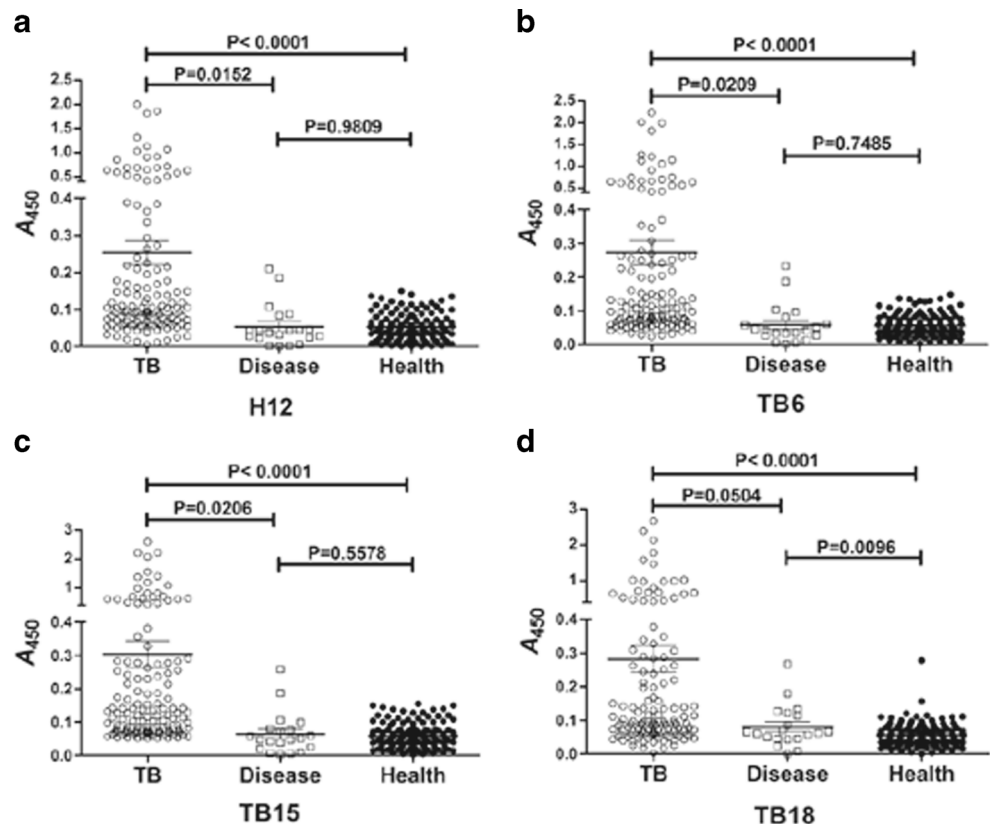 a
P< 0.0001
P=0.0152
P=0.9809
2.5
2.0
1.5
1.0
0.5
0.4
0.3
0.2
0.1
0.0
A450
TB Disease Health
H12
b
P< 0.0001
P=0.0209
P=0.7485
2.5
2.0
1.5
1.0
0.5
0.4
0.3
0.2
0.1
0.0
A450
TB Disease Health
TB6
c
P< 0.0001
P=0.0206
P=0.5578
3
2
1
0.4
0.3
0.2
0.1
0.0
A450
TB Disease Health
TB15
d
P< 0.0001
P=0.0504
P=0.0096
3
2
1
0.4
0.3
0.2
0.1
0.0
A450
TB Disease Health
TB18